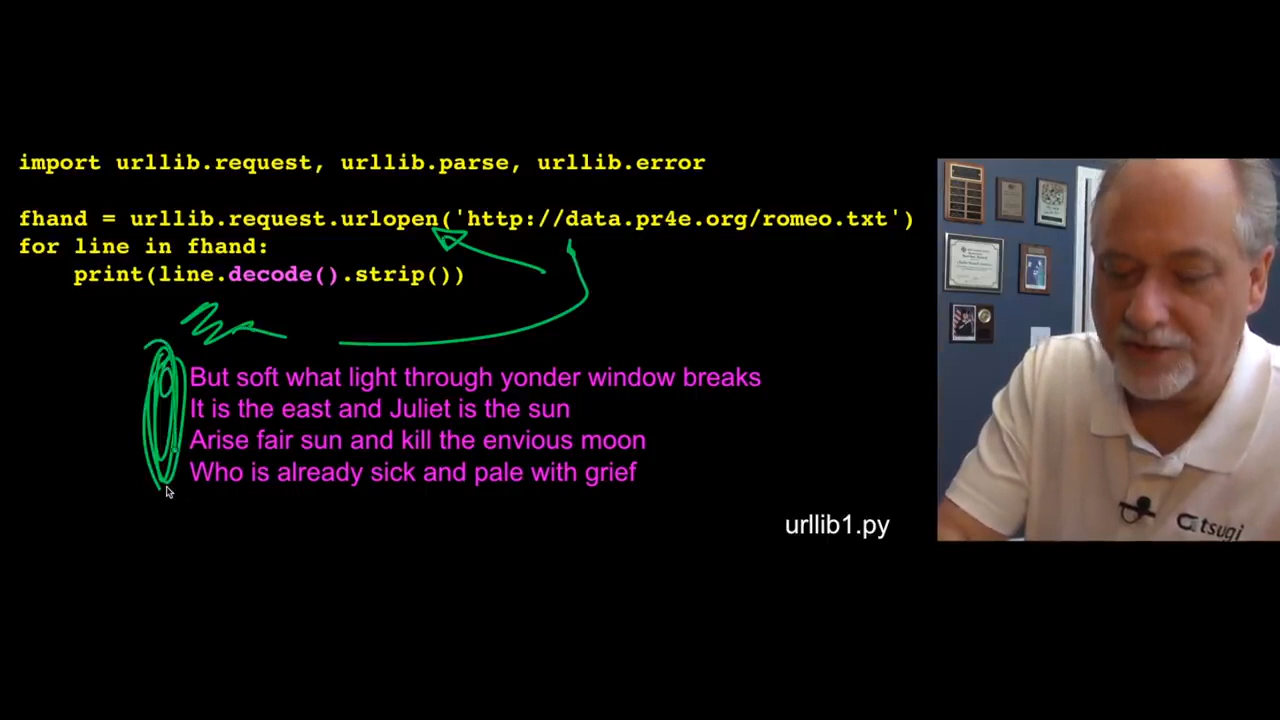 import urllib.request, urllib.parse, urllib.error
fhand = urllib.request.urlopen('http://data.pr4e.org/romeo.txt')
for line in fhand:
    print(line.decode().strip())
But soft what light through yonder window breaks
It is the east and Juliet is the sun
Arise fair sun and kill the envious moon
Who is already sick and pale with grief
urllib1.py
tsugi